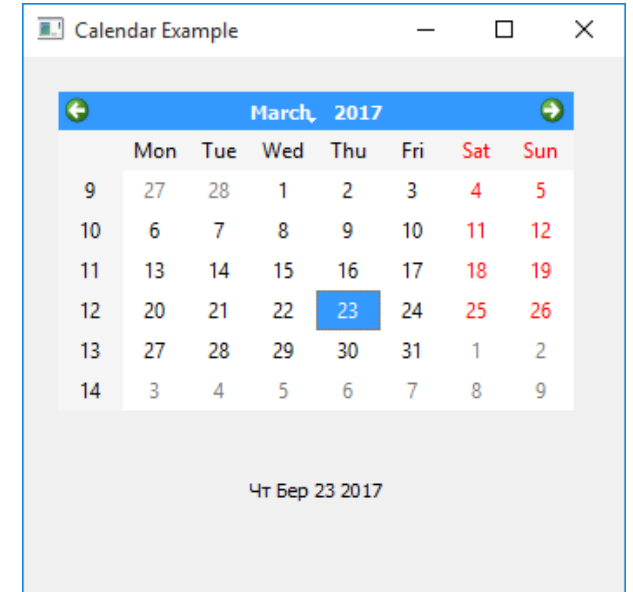 Calendar Example
March, 2017
Mon Tue Wed Thu Fri Sat Sun
9 27 28 1 2 3 4 5
10 6 7 8 9 10 11 12
11 13 14 15 16 17 18 19
12 20 21 22 23 24 25 26
13 27 28 29 30 31 1 2
14 3 4 5 6 7 8 9
Чт Бер 23 2017